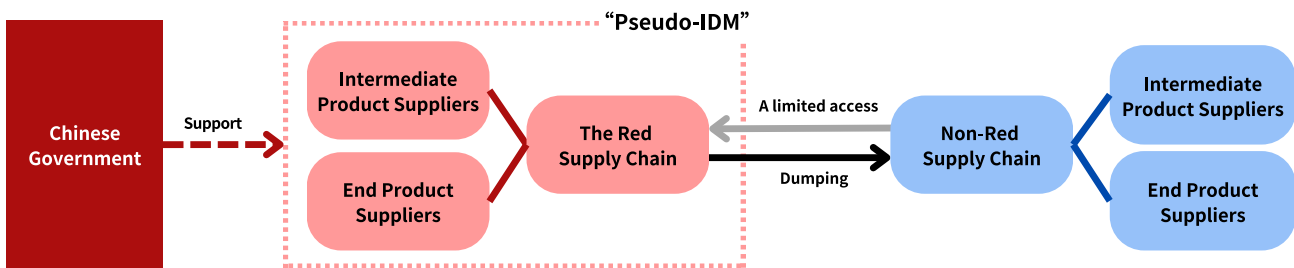 “Pseudo-IDM”
Chinese
Government
Support
Intermediate
Product Suppliers
End Product
Suppliers
The Red
Supply Chain
A limited access
Dumping
Non-Red
Supply Chain
Intermediate
Product Suppliers
End Product
Suppliers